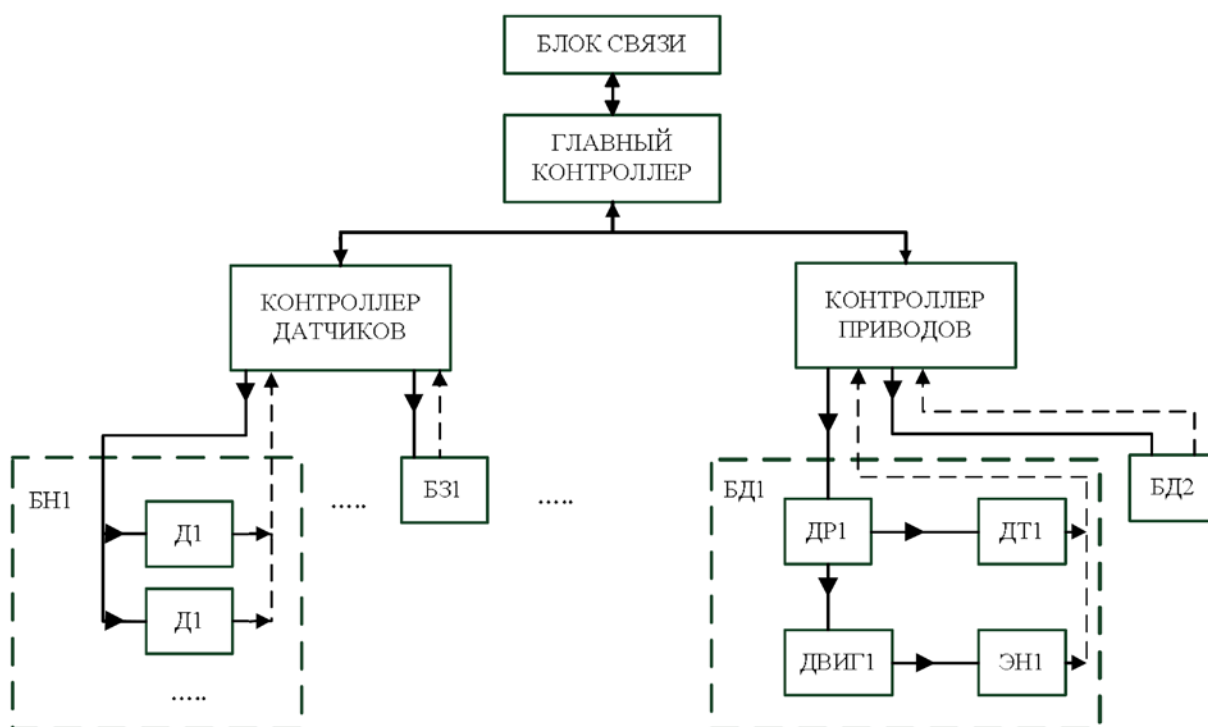 БЛОК СВЯЗИ
ГЛАВНЫЙ
КОНТРОЛЛЕР
КОНТРОЛЛЕР
ДАТЧИКОВ
КОНТРОЛЛЕР
ПРИВОДОВ
БН1
Д1
Д1
.....
.....
БЗ1
.....
БД1
ДР1
ДТ1
ДВИГ1
ЭН1
БД2